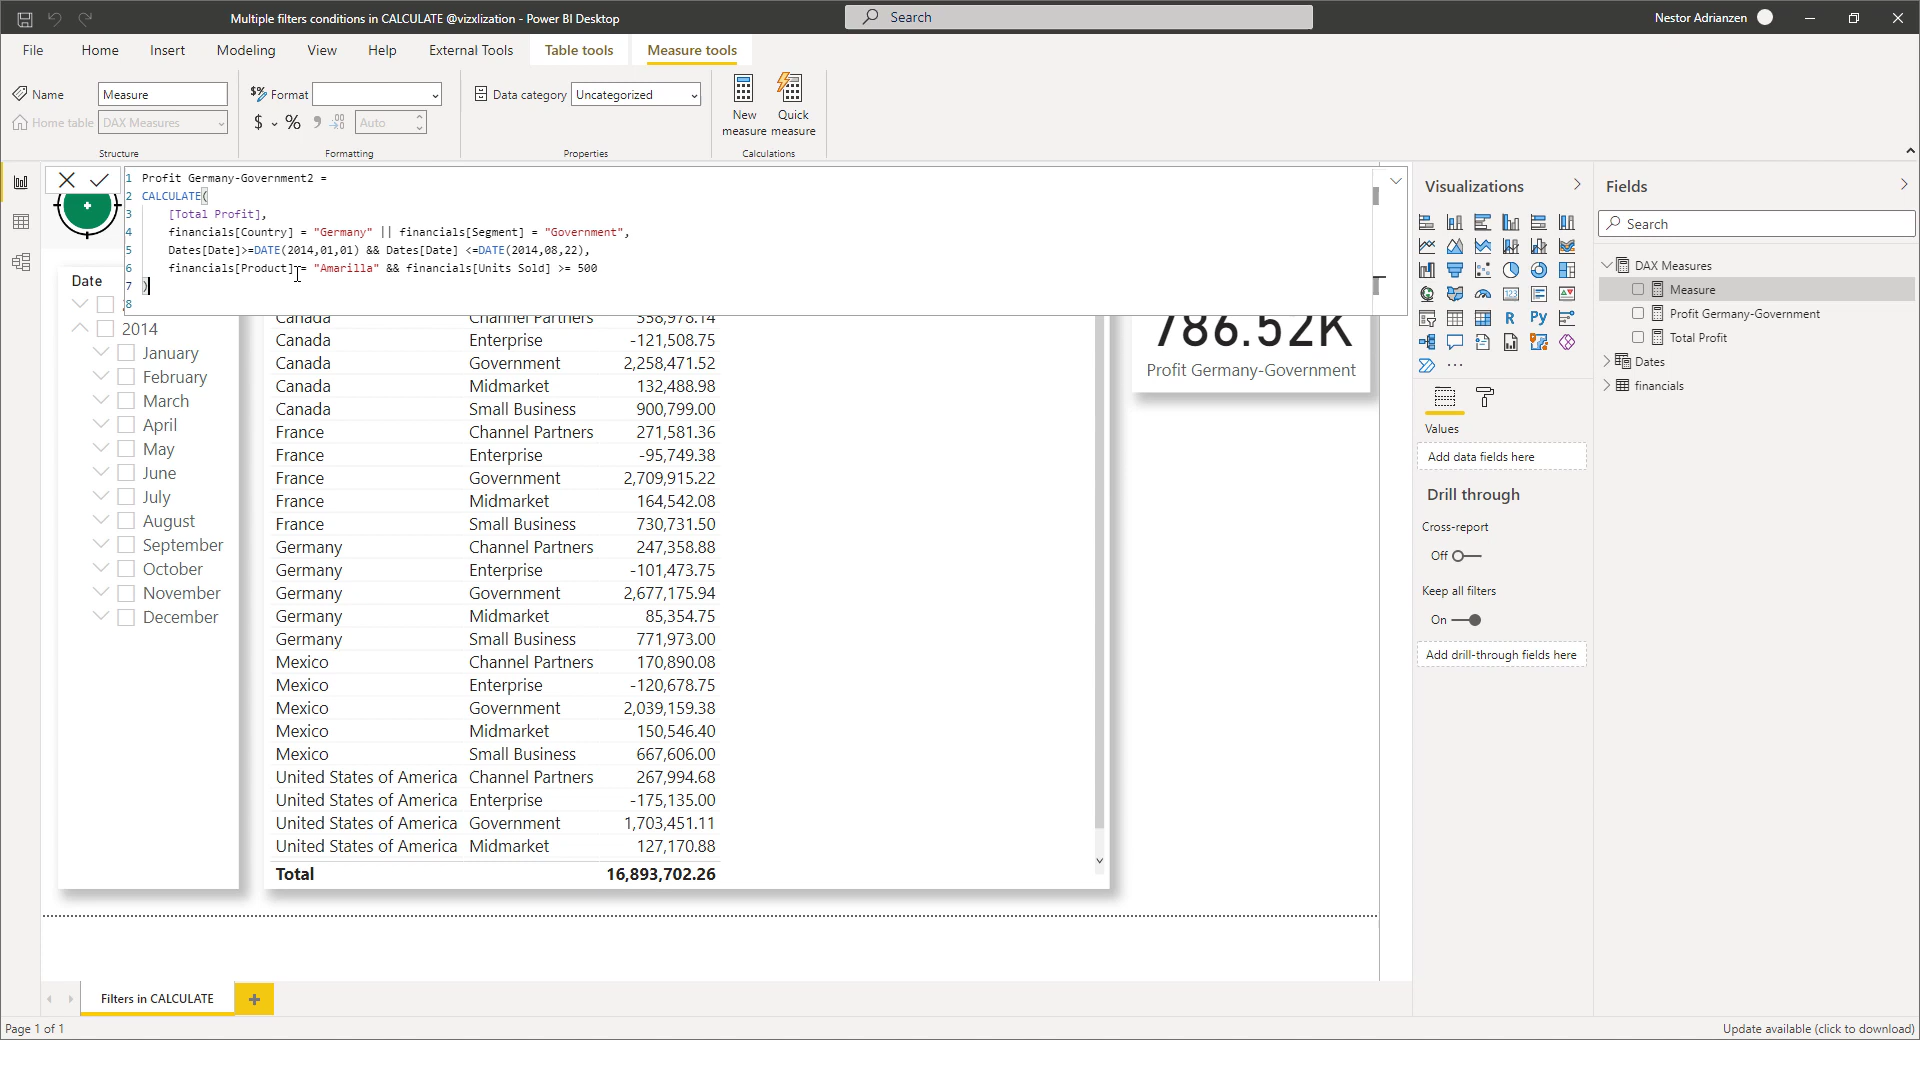 Multiple filters conditions in CALCULATE @vizxlization - Power BI Desktop
Search
Nestor Adrianzen
File
Home
Insert
Modeling
View
Help
External Tools
Table tools
Measure tools
Name
Measure
Home table
DAX Measures
Structure
$% Format
$ % 9 .00
Auto
Formatting
Data category
Uncategorized
Properties
New measure
Quick measure
Calculations
1 Profit Germany-Government2 =
2 CALCULATE(
3 [Total Profit],
4 financials[Country] = "Germany" || financials[Segment] = "Government",
5 Dates[Date]>=DATE(2014,01,01) && Dates[Date] <=DATE(2014,08,22),
6 financials[Product] = "Amarilla" && financials[Units Sold] >= 500
7 )
8
Date
2014
January
February
March
April
May
June
July
August
September
October
November
December
Canada Channel Partners 358,978.14
Canada Enterprise -121,508.75
Canada Government 2,258,471.52
Canada Midmarket 132,488.98
Canada Small Business 900,799.00
France Channel Partners 271,581.36
France Enterprise -95,749.38
France Government 2,709,915.22
France Midmarket 164,542.08
France Small Business 730,731.50
Germany Channel Partners 247,358.88
Germany Enterprise -101,473.75
Germany Government 2,677,175.94
Germany Midmarket 85,354.75
Germany Small Business 771,973.00
Mexico Channel Partners 170,890.08
Mexico Enterprise -120,678.75
Mexico Government 2,039,159.38
Mexico Midmarket 150,546.40
Mexico Small Business 667,606.00
United States of America Channel Partners 267,994.68
United States of America Enterprise -175,135.00
United States of America Government 1,703,451.11
United States of America Midmarket 127,170.88
Total 16,893,702.26
786.52K
Profit Germany-Government
Visualizations
R
Py
Values
Add data fields here
Drill through
Cross-report
Off
Keep all filters
On
Add drill-through fields here
Fields
Search
DAX Measures
Measure
Profit Germany-Government
Total Profit
Dates
financials
Filters in CALCULATE
Page 1 of 1
Update available (click to download)